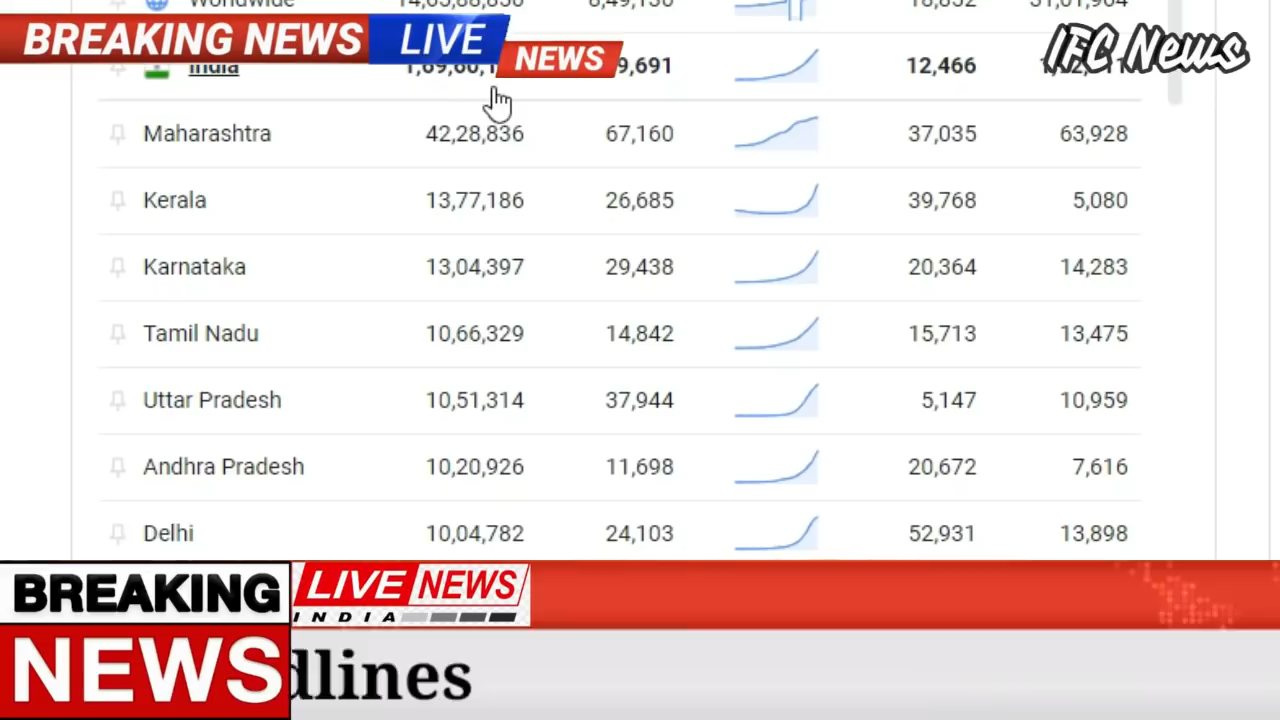 Worldwide
BREAKING NEWS LIVE NEWS
IFC News
India 9,691 12,466
Maharashtra 42,28,836 67,160 37,035 63,928
Kerala 13,77,186 26,685 39,768 5,080
Karnataka 13,04,397 29,438 20,364 14,283
Tamil Nadu 10,66,329 14,842 15,713 13,475
Uttar Pradesh 10,51,314 37,944 5,147 10,959
Andhra Pradesh 10,20,926 11,698 20,672 7,616
Delhi 10,04,782 24,103 52,931 13,898
BREAKING LIVE NEWS
INDIA
NEWS dlines